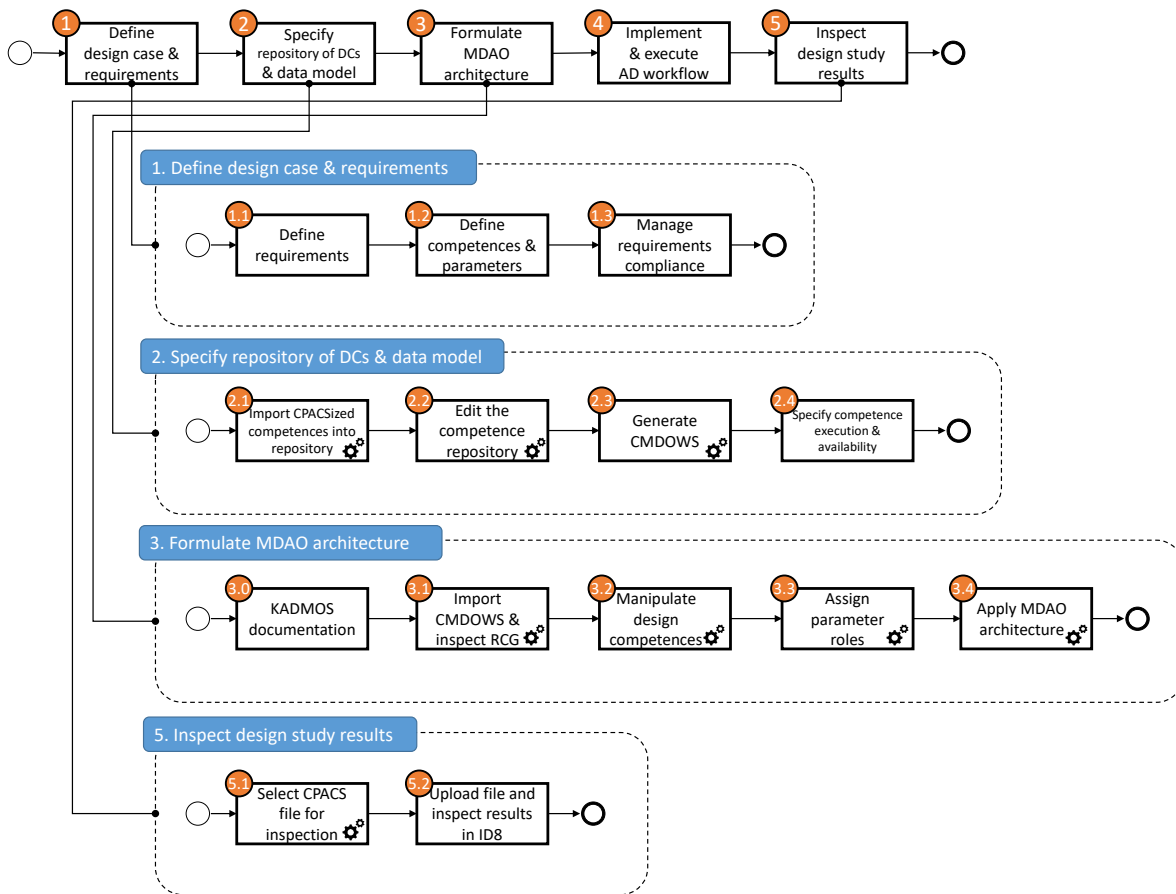 1
Define
design case &
requirements
2
Specify
repository of DCs
& data model
3
Formulate
MDAO
architecture
4
Implement
& execute
AD workflow
5
Inspect
design study
results
1. Define design case & requirements
1.1
Define
requirements
1.2
Define
competences &
parameters
1.3
Manage
requirements
compliance
2. Specify repository of DCs & data model
2.1
Import CPACSized
competences into
repository
2.2
Edit the
competence
repository
2.3
Generate
CMDOWS
2.4
Specify competence
execution &
availability
3. Formulate MDAO architecture
3.0
KADMOS
documentation
3.1
Import
CMDOWS &
inspect RCG
3.2
Manipulate
design
competences
3.3
Assign
parameter
roles
3.4
Apply MDAO
architecture
5. Inspect design study results
5.1
Select CPACS
file for
inspection
5.2
Upload file and
inspect results
in ID8